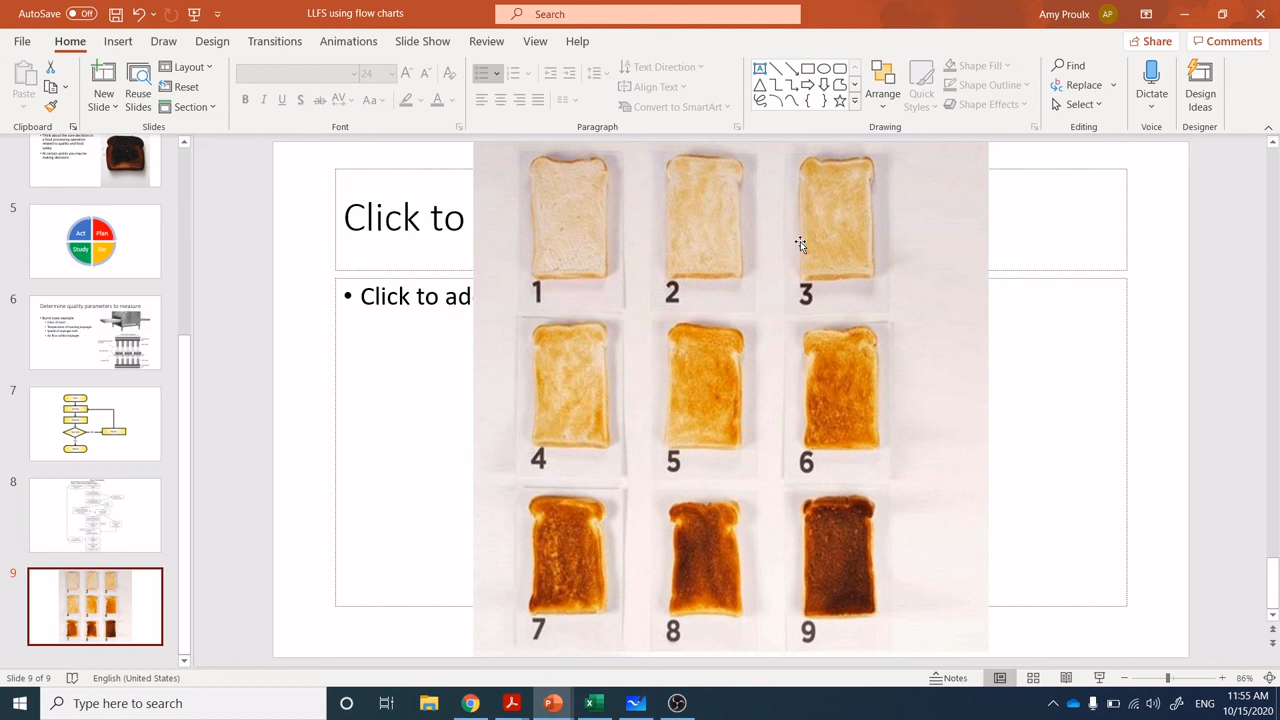 AutoSave
Off
LLFS using flow charts
Search
Amy Proulx
AP
File
Home
Insert
Draw
Design
Transitions
Animations
Slide Show
Review
View
Help
Share
Comments
Paste
New
Slide
Reuse
Slides
Layout
Reset
Section
24
B
I
U
S
ab
AV
Aa
A
Text Direction
Align Text
Convert to SmartArt
Arrange
Quick
Styles
Shape Fill
Shape Outline
Shape Effects
Find
Replace
Select
Dictate
Design
Ideas
Clipboard
Slides
Font
Paragraph
Drawing
Editing
Voice
Designer
5
Act
Plan
Study
Do
6
Determine quality parameters to measure
7
8
9
Click to
• Click to ad
1
2
3
4
5
6
7
8
9
Slide 9 of 9
English (United States)
Notes
86%
Type here to search
ENG
11:55 AM
10/15/2020